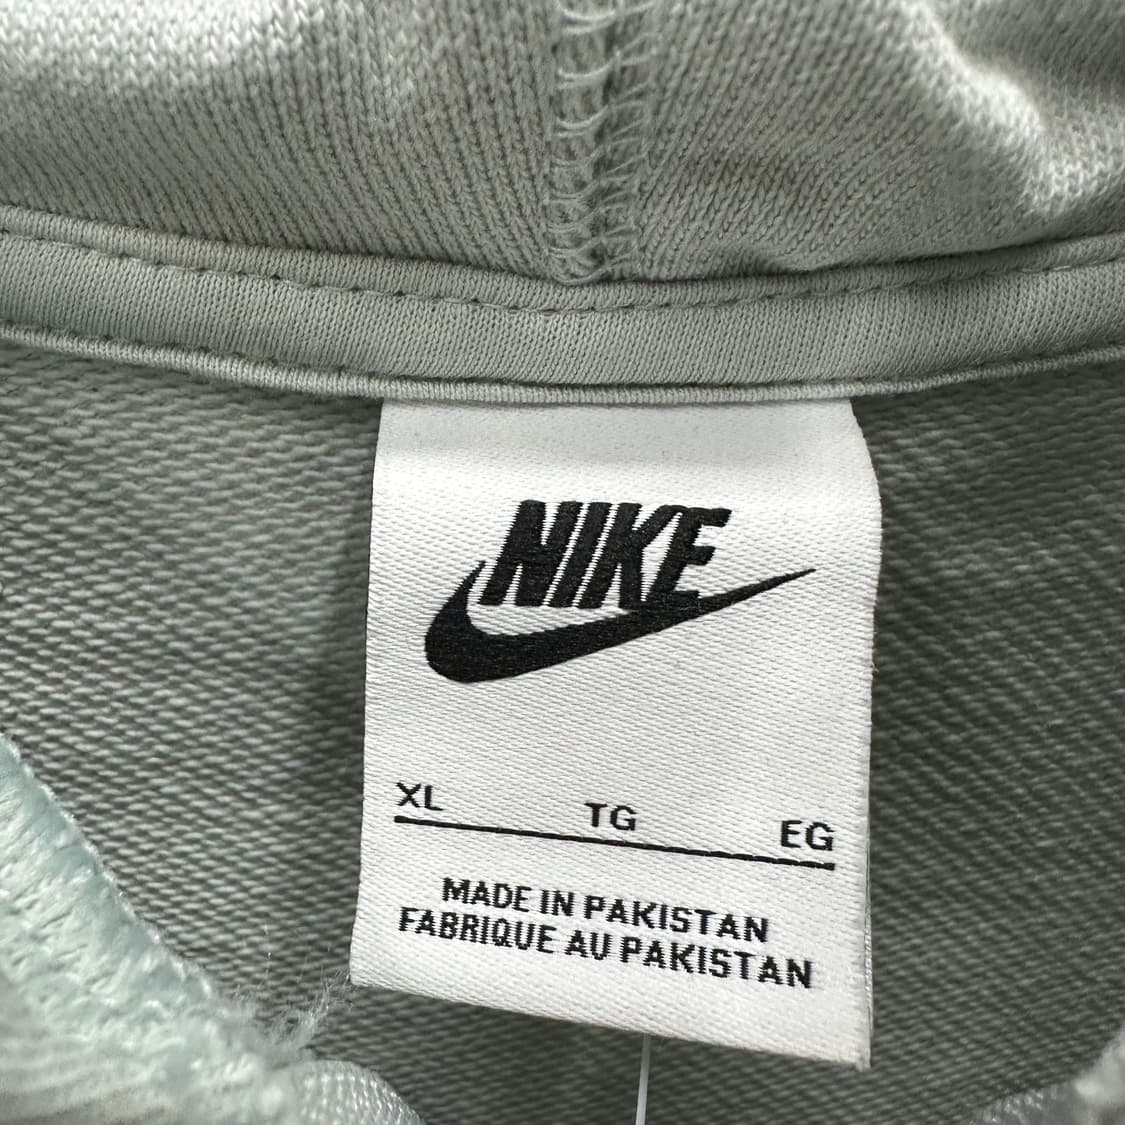 NIKE
XL TG EG
MADE IN PAKISTAN
FABRIQUE AU PAKISTAN